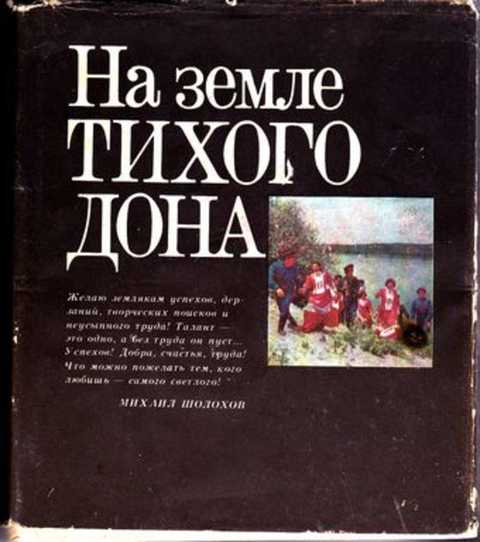 На земле
ТИХОГО
ДОНА
Желаю землякам успехов, дер-
заний, творческих поисков и
неусыпного труда! Талант —
это одно, а без труда он пуст...
Успехов! Добра, счастья, труда!
Что можно пожелать тем, кого
любишь — самого светлого!
МИХАИЛ ШОЛОХОВ